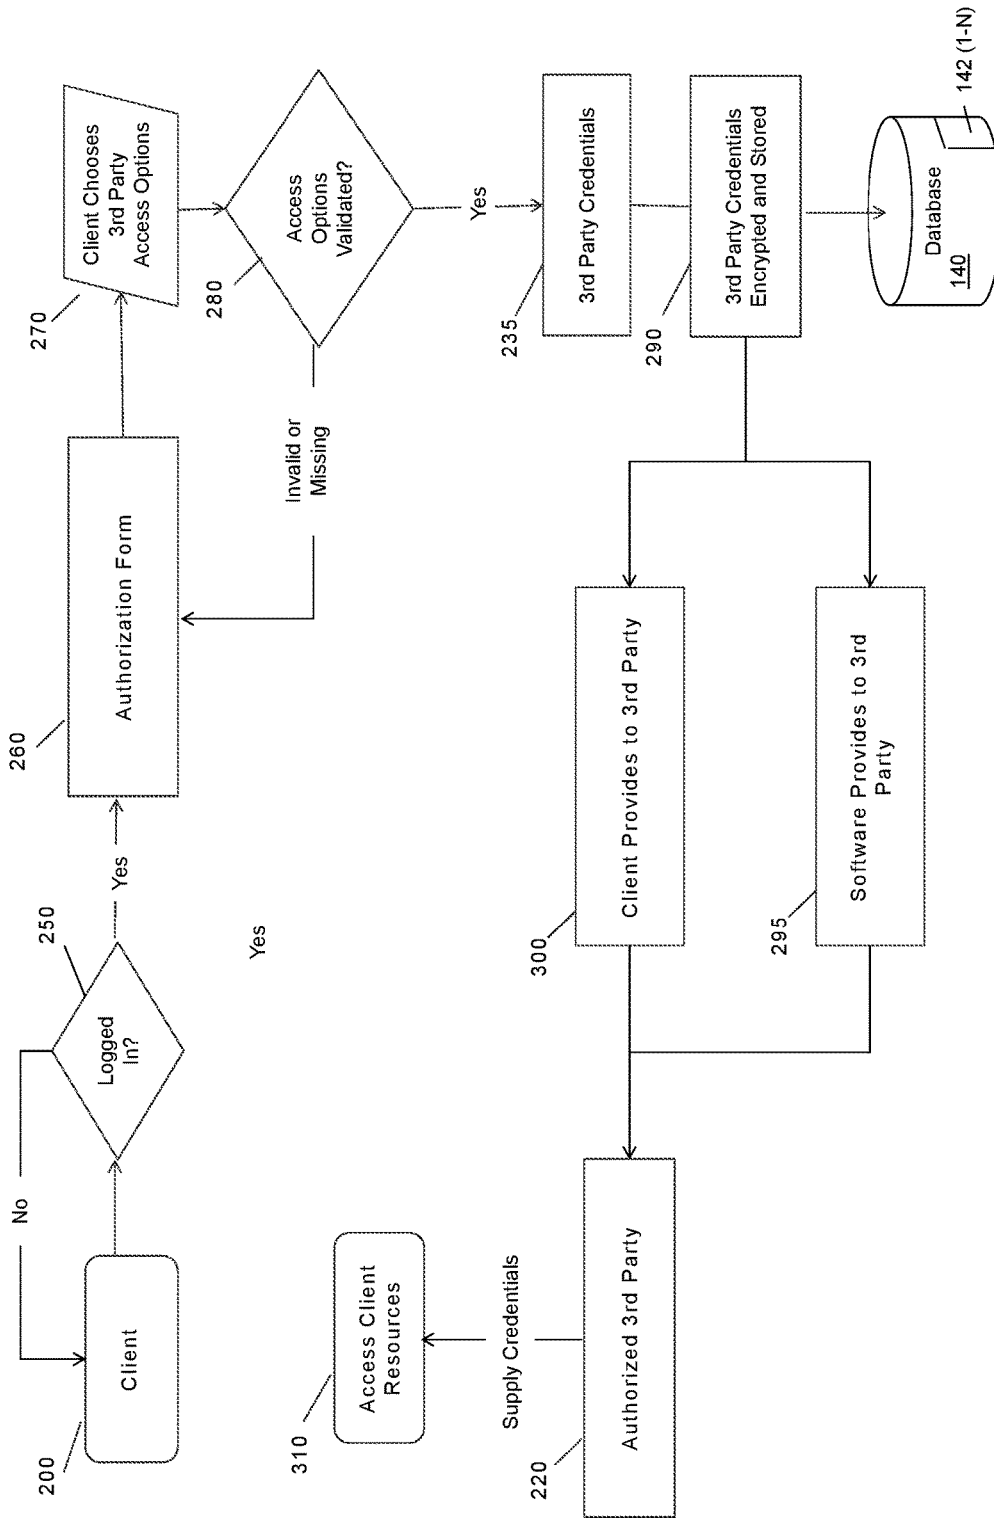 No
200
Client
Logged
In?
250
Yes
Yes
260
Authorization Form
270
Client Chooses
3rd Party
Access Options
Invalid or
Missing
280
Access
Options
Validated?
Yes
235
3rd Party Credentials
290
3rd Party Credentials
Encrypted and Stored
Database
140
142 (1-N)
300
Client Provides to 3rd Party
295
Software Provides to 3rd
Party
220
Authorized 3rd Party
Supply Credentials
310
Access Client
Resources